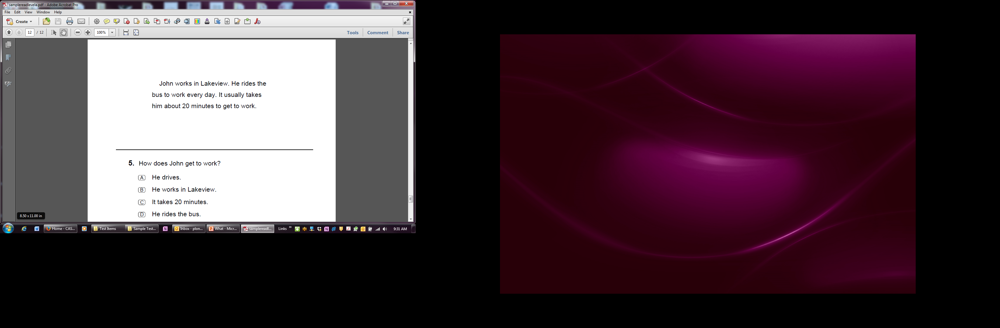 samplereadlevela.pdf - Adobe Acrobat Pro
File Edit View Window Help
Create
12 / 12 100% Tools Comment Share
John works in Lakeview. He rides the
bus to work every day. It usually takes
him about 20 minutes to get to work.
5. How does John get to work?
A He drives.
B He works in Lakeview.
C It takes 20 minutes.
D He rides the bus.
8.50 x 11.00 in
Home - CAS... Test Items Sample Test... Inbox - plon... What - Micr... samplereadl... Links » 9:31 AM